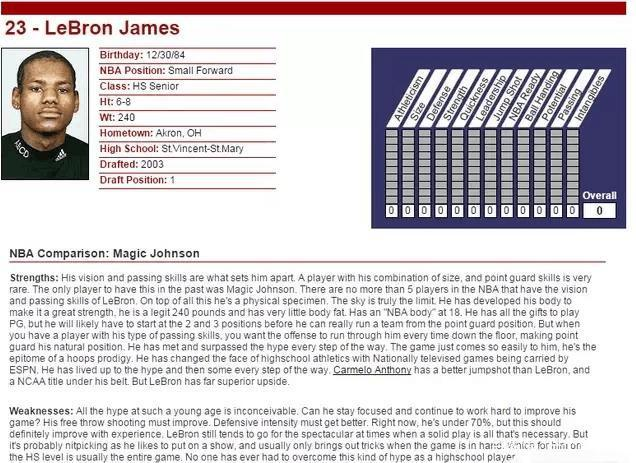 23 - LeBron James
Birthday: 12/30/84
NBA Position: Small Forward
Class: HS Senior
Ht: 6-8
Wt: 240
Hometown: Akron, OH
High School: St.Vincent-St.Mary
Drafted: 2003
Draft Position: 1
ABCD
Athleticism
Size
Defense
Strength
Quickness
Leadership
Jump Shot
NBA Ready
Ball Handing
Potential
Passing
Intangibles
Overall
0 0 0 0 0 0 0 0 0 0 0 0 0
NBA Comparison: Magic Johnson
Strengths: His vision and passing skills are what sets him apart. A player with his combination of size, and point guard skills is very
rare. The only player to have this in the past was Magic Johnson. There are no more than 5 players in the NBA that have the vision
and passing skills of LeBron. On top of all this he's a physical specimen. The sky is truly the limit. He has developed his body to
make it a great strength, he is a legit 240 pounds and has very little body fat. Has an "NBA body" at 18. He has all the gifts to play
PG, but he will likely have to start at the 2 and 3 positions before he can really run a team from the point guard position. But when
you have a player with his type of passing skills, you want the offense to run through him every time down the floor, making point
guard his natural position. He has met and surpassed the hype every step of the way. The game just comes so easily to him, he's the
epitome of a hoops prodigy. He has changed the face of highschool athletics with Nationally televised games being carried by
ESPN. He has lived up to the hype and then some every step of the way. Carmelo Anthony has a better jumpshot than LeBron, and
a NCAA title under his belt. But LeBron has far superior upside.
Weaknesses: All the hype at such a young age is inconceivable. Can he stay focused and continue to work hard to improve his
game? His free throw shooting must improve. Defensive intensity must get better. Right now, he's under 70%, but this should
definitely improve with experience. LeBron still tends to go for the spectacular at times when a solid play is all that's necessary. But
it's probably nitpicking as he likes to put on a show, and usually only brings out tricks when the game is in hand. Which for him on
the HS level is usually the entire game. No one has ever had to overcome this kind of hype as a highschool player